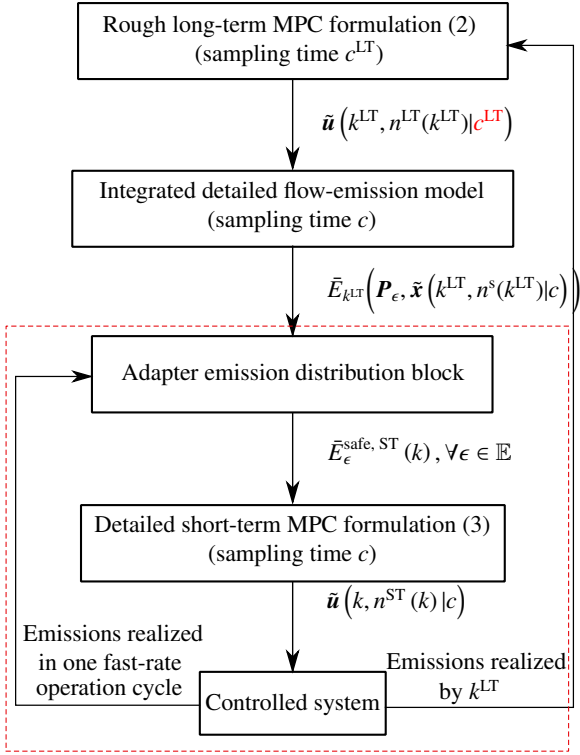 Rough long-term MPC formulation (2)
(sampling time c^LT)
ũ(k^LT, n^LT(k^LT)|c^LT)
Integrated detailed flow-emission model
(sampling time c)
Ē_{k^LT}(P_ϵ, x̃(k^LT, n^s(k^LT)|c))
Adapter emission distribution block
Ē_ϵ^{safe, ST}(k), ∀ϵ ∈ 𝔼
Detailed short-term MPC formulation (3)
(sampling time c)
ũ(k, n^ST(k)|c)
Emissions realized
in one fast-rate
operation cycle
Controlled system
Emissions realized
by k^LT